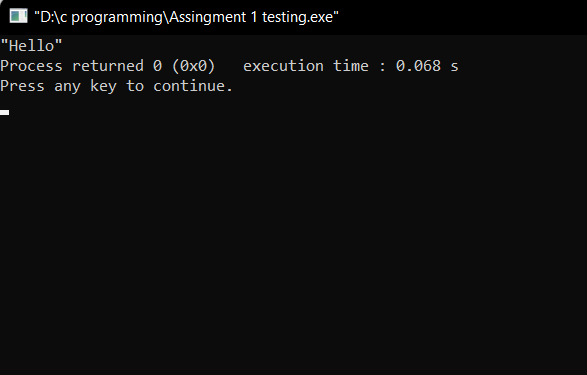 "D:\c programming\Assingment 1 testing.exe"
"Hello"
Process returned 0 (0x0)   execution time : 0.068 s
Press any key to continue.